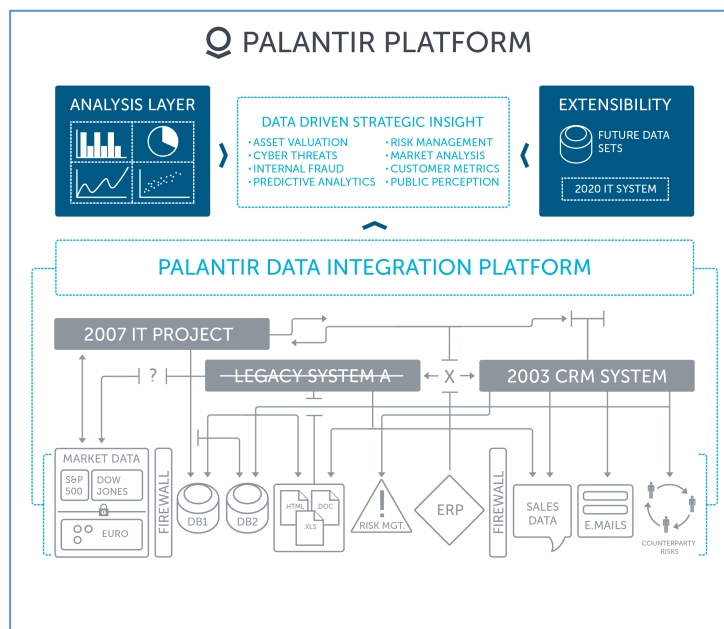 PALANTIR PLATFORM
ANALYSIS LAYER
DATA DRIVEN STRATEGIC INSIGHT
• ASSET VALUATION
• CYBER THREATS
• INTERNAL FRAUD
• PREDICTIVE ANALYTICS
• RISK MANAGEMENT
• MARKET ANALYSIS
• CUSTOMER METRICS
• PUBLIC PERCEPTION
EXTENSIBILITY
FUTURE DATA
SETS
2020 IT SYSTEM
PALANTIR DATA INTEGRATION PLATFORM
2007 IT PROJECT
?
LEGACY SYSTEM A
X
2003 CRM SYSTEM
MARKET DATA
S&P
500
DOW
JONES
EURO
FIREWALL
DB1
DB2
.HTML
.DOC
.XLS
!
RISK MGT.
ERP
FIREWALL
SALES
DATA
E.MAILS
COUNTERPARTY
RISKS